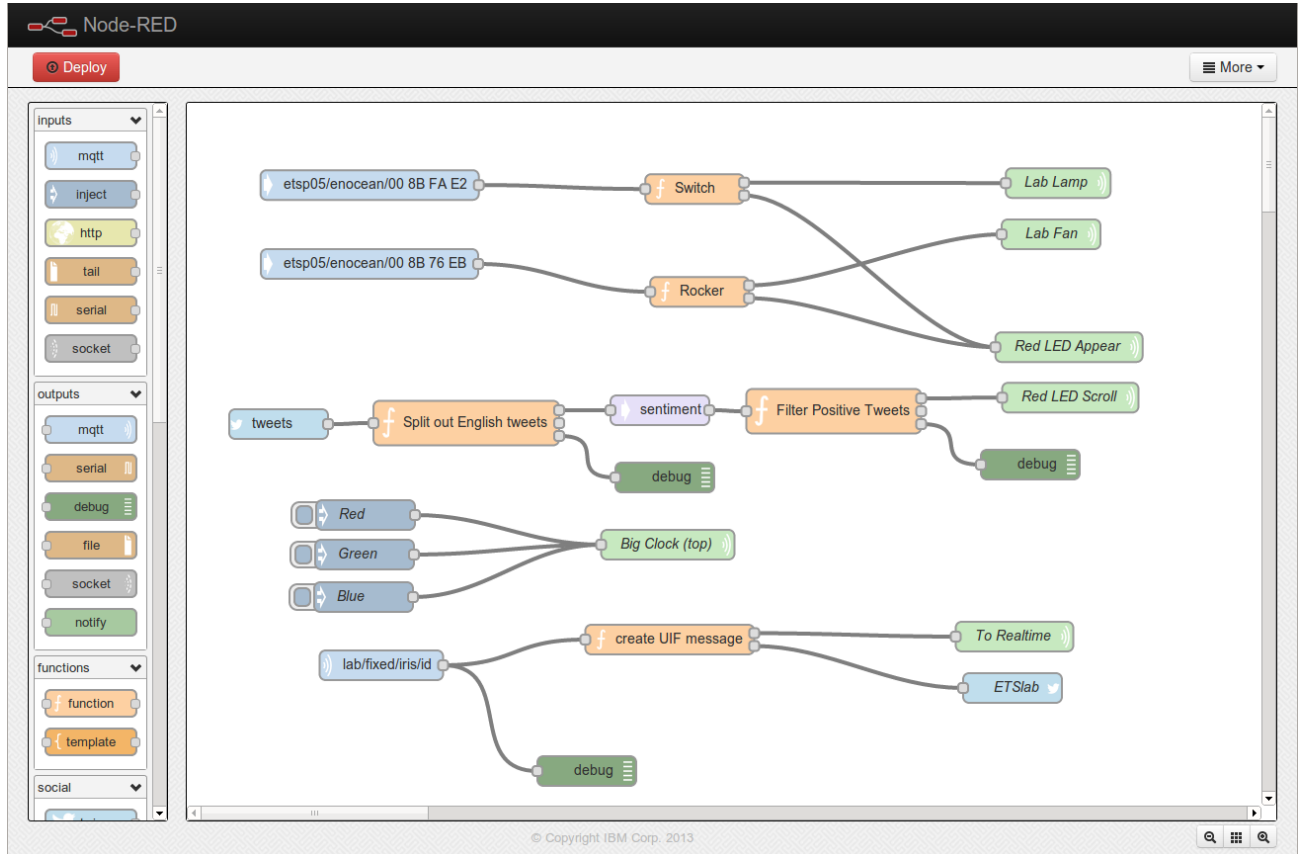 Node-RED
Deploy
More
inputs
mqtt
inject
http
tail
serial
socket
outputs
mqtt
serial
debug
file
socket
notify
functions
function
template
social
etsp05/enocean/00 8B FA E2
Switch
Lab Lamp
Lab Fan
etsp05/enocean/00 8B 76 EB
Rocker
Red LED Appear
tweets
Split out English tweets
sentiment
Filter Positive Tweets
Red LED Scroll
debug
debug
Red
Green
Blue
Big Clock (top)
lab/fixed/iris/id
create UIF message
To Realtime
ETSlab
debug
© Copyright IBM Corp. 2013